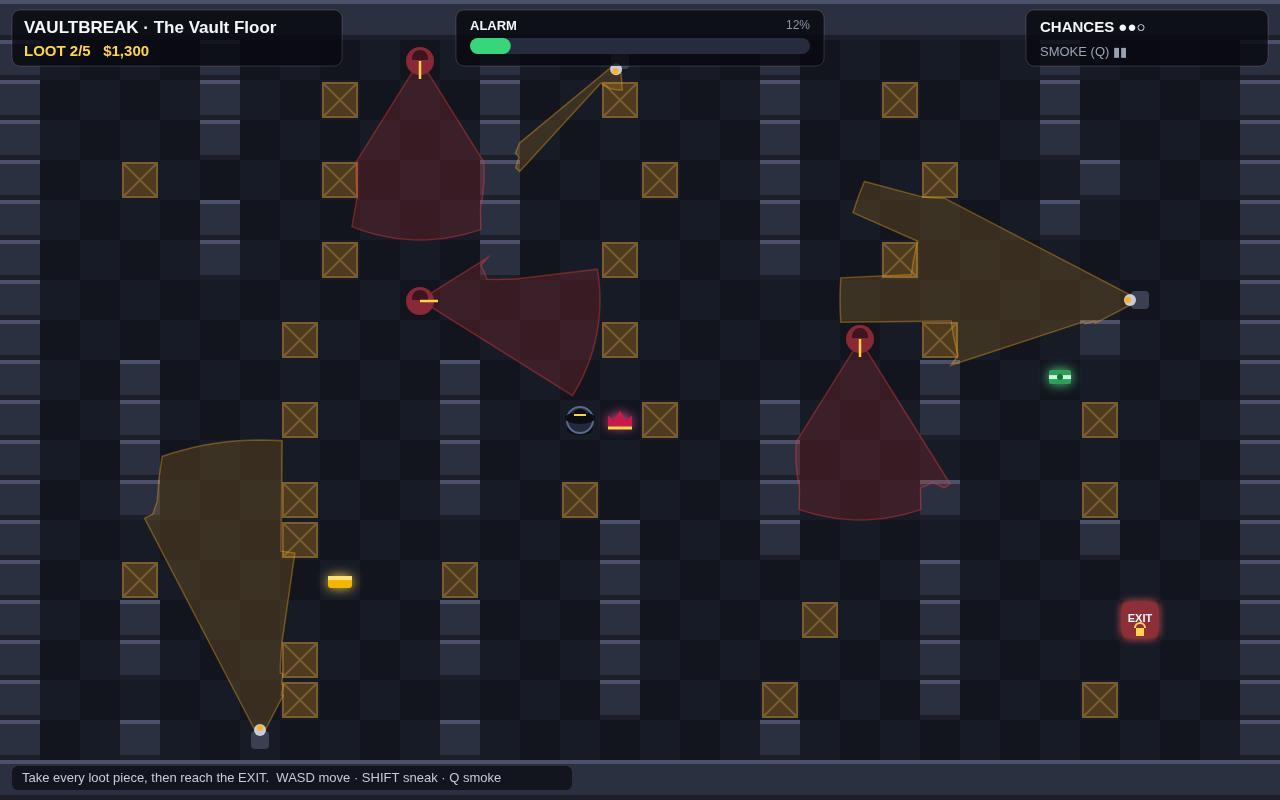 VAULTBREAK · The Vault Floor
LOOT 2/5 $1,300
ALARM 12%
CHANCES ●●○
SMOKE (Q) ▮▮
EXIT
Take every loot piece, then reach the EXIT. WASD move · SHIFT sneak · Q smoke